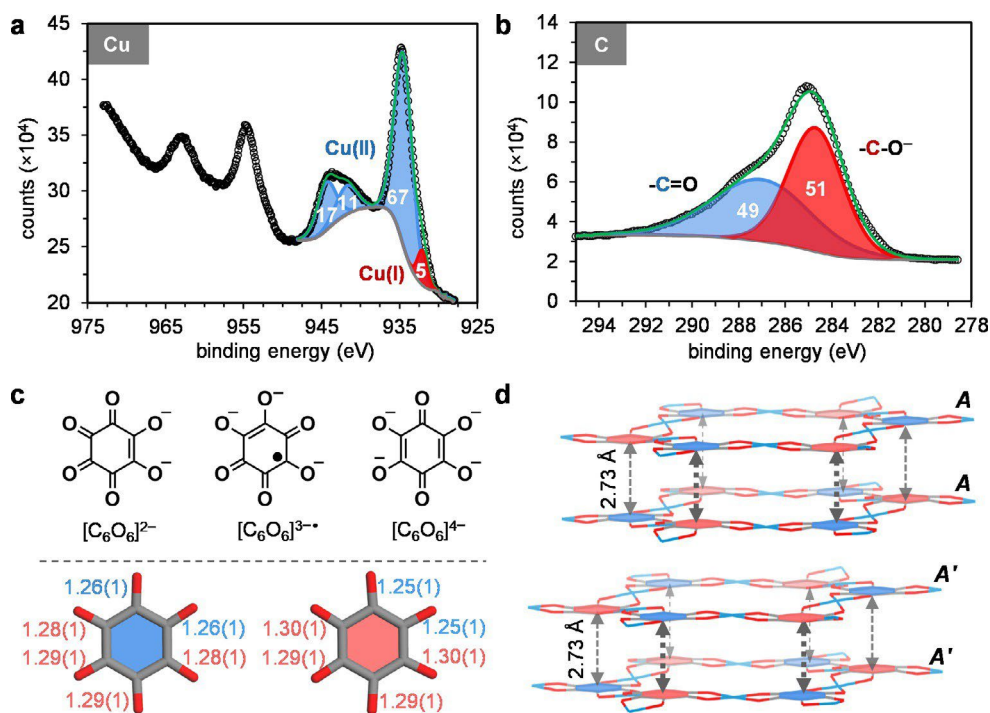 a
Cu
counts (×10⁴)
45
40
35
30
25
20
Cu(II)
17
11
67
Cu(I)
5
975
965
955
945
935
925
binding energy (eV)
b
C
counts (×10⁴)
14
12
10
8
6
4
2
0
-C=O
-C-O⁻
49
51
294
292
290
288
286
284
282
280
278
binding energy (eV)
c
O
O
O⁻
O
O⁻
O
[C₆O₆]²⁻
O⁻
⁻O
O
O
O⁻
O
[C₆O₆]³⁻•
O
⁻O
O⁻
⁻O
O⁻
O
[C₆O₆]⁴⁻
1.26(1)
1.28(1)
1.26(1)
1.29(1)
1.28(1)
1.29(1)
1.25(1)
1.30(1)
1.25(1)
1.29(1)
1.30(1)
1.29(1)
d
A
2.73 Å
A
A'
2.73 Å
A'